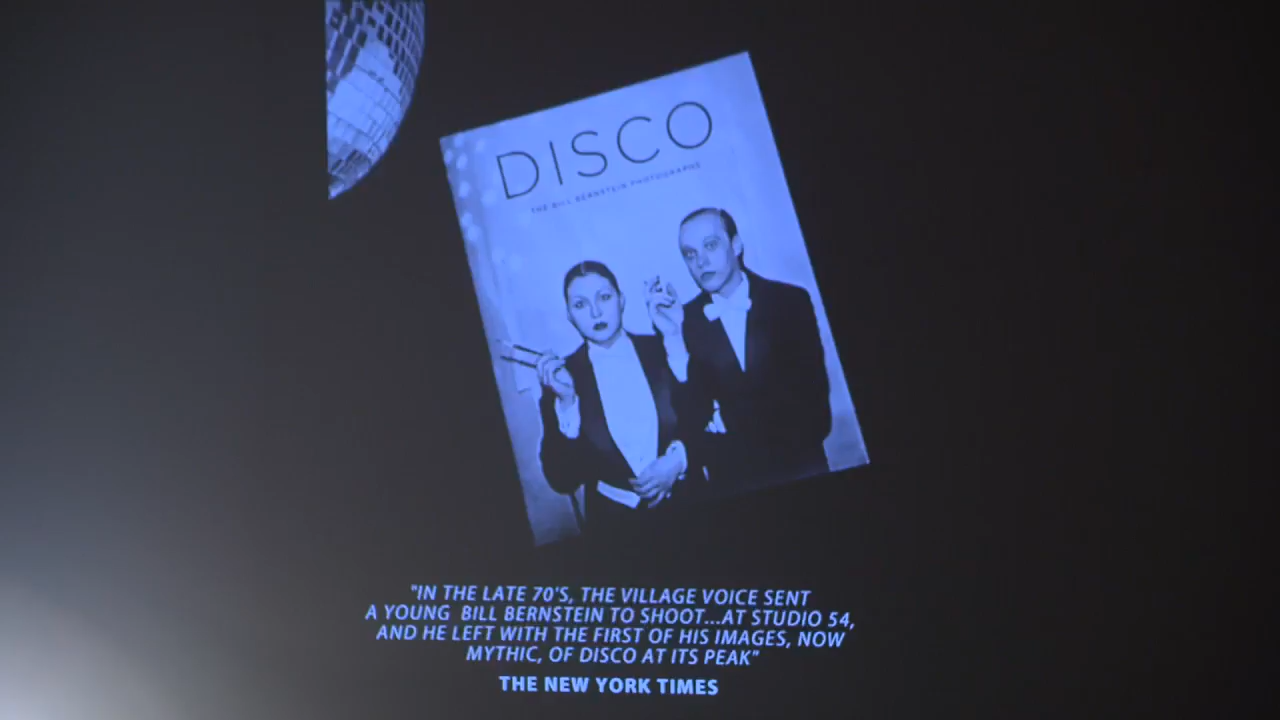 DISCO
THE BILL BERNSTEIN PHOTOGRAPHS
"IN THE LATE 70'S, THE VILLAGE VOICE SENT
A YOUNG BILL BERNSTEIN TO SHOOT...AT STUDIO 54,
AND HE LEFT WITH THE FIRST OF HIS IMAGES, NOW
MYTHIC, OF DISCO AT ITS PEAK"
THE NEW YORK TIMES